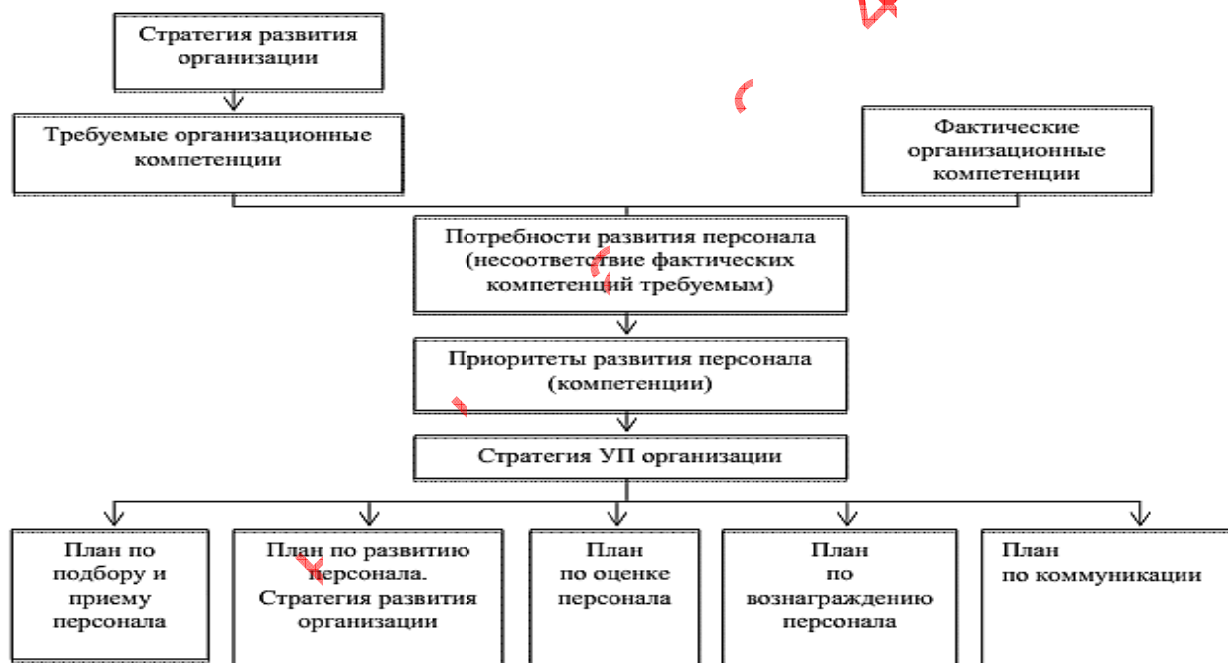 Стратегия развития
организации
Требуемые организационные
компетенции
Фактические
организационные
компетенции
Потребности развития персонала
(несоответствие фактических
компетенций требуемым)
Приоритеты развития персонала
(компетенции)
Стратегия УП организации
План по
подбору и
приему
персонала
План по развитию
персонала.
Стратегия развития
организации
План
по оценке
персонала
План
по
вознаграждению
персонала
План
по коммуникации